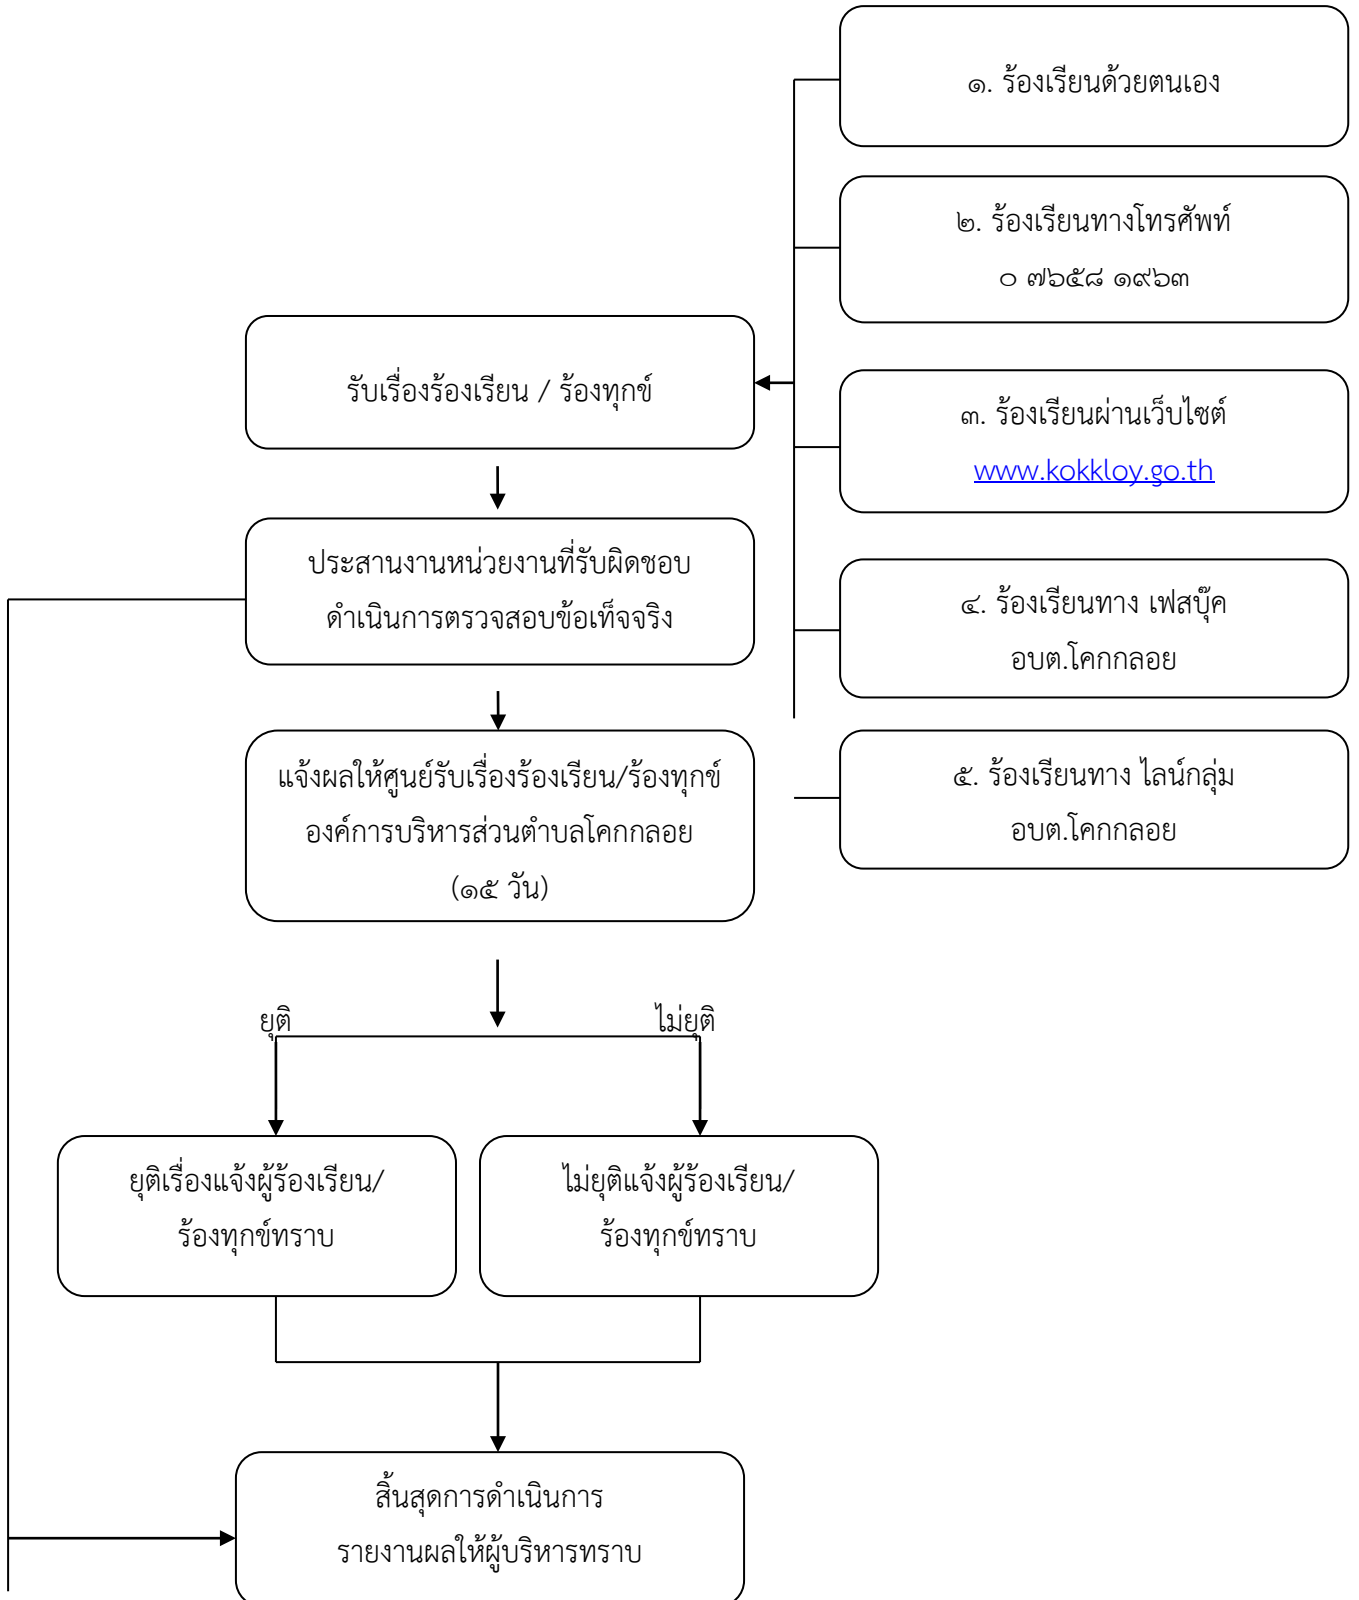 ๑. ร้องเรียนด้วยตนเอง
๒. ร้องเรียนทางโทรศัพท์
๐ ๗๖๕๘ ๑๙๖๓
๓. ร้องเรียนผ่านเว็บไซต์
www.kokkloy.go.th
๔. ร้องเรียนทาง เฟสบุ๊ค
อบต.โคกกลอย
๕. ร้องเรียนทาง ไลน์กลุ่ม
อบต.โคกกลอย
รับเรื่องร้องเรียน / ร้องทุกข์
ประสานงานหน่วยงานที่รับผิดชอบ
ดำเนินการตรวจสอบข้อเท็จจริง
แจ้งผลให้ศูนย์รับเรื่องร้องเรียน/ร้องทุกข์
องค์การบริหารส่วนตำบลโคกกลอย
(๑๕ วัน)
ยุติ
ไม่ยุติ
ยุติเรื่องแจ้งผู้ร้องเรียน/
ร้องทุกข์ทราบ
ไม่ยุติแจ้งผู้ร้องเรียน/
ร้องทุกข์ทราบ
สิ้นสุดการดำเนินการ
รายงานผลให้ผู้บริหารทราบ